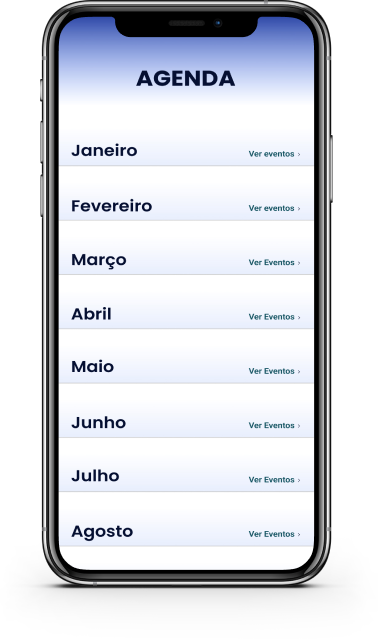 AGENDA
Janeiro Ver eventos ›
Fevereiro Ver eventos ›
Março Ver Eventos ›
Abril Ver Eventos ›
Maio Ver Eventos ›
Junho Ver Eventos ›
Julho Ver Eventos ›
Agosto Ver Eventos ›